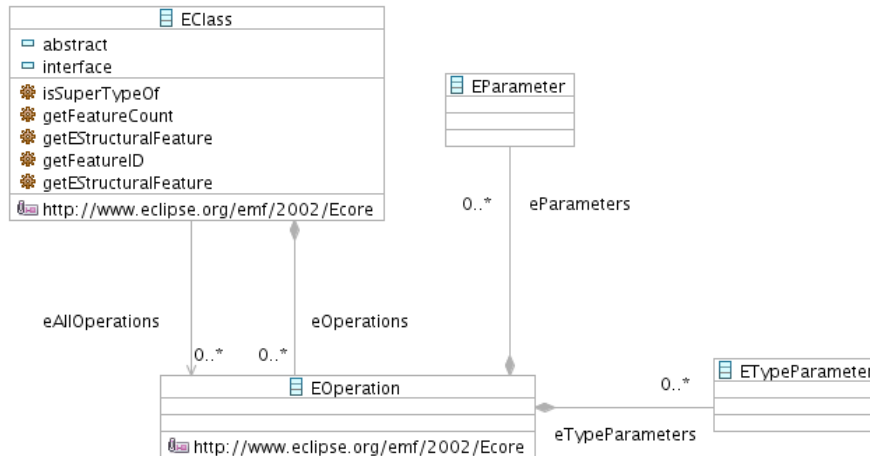 EClass
abstract
interface
isSuperTypeOf
getFeatureCount
getEStructuralFeature
getFeatureID
getEStructuralFeature
http://www.eclipse.org/emf/2002/Ecore
EParameter
0..* eParameters
eAllOperations eOperations
0..* 0..*
EOperation
http://www.eclipse.org/emf/2002/Ecore
0..*
ETypeParameter
eTypeParameters